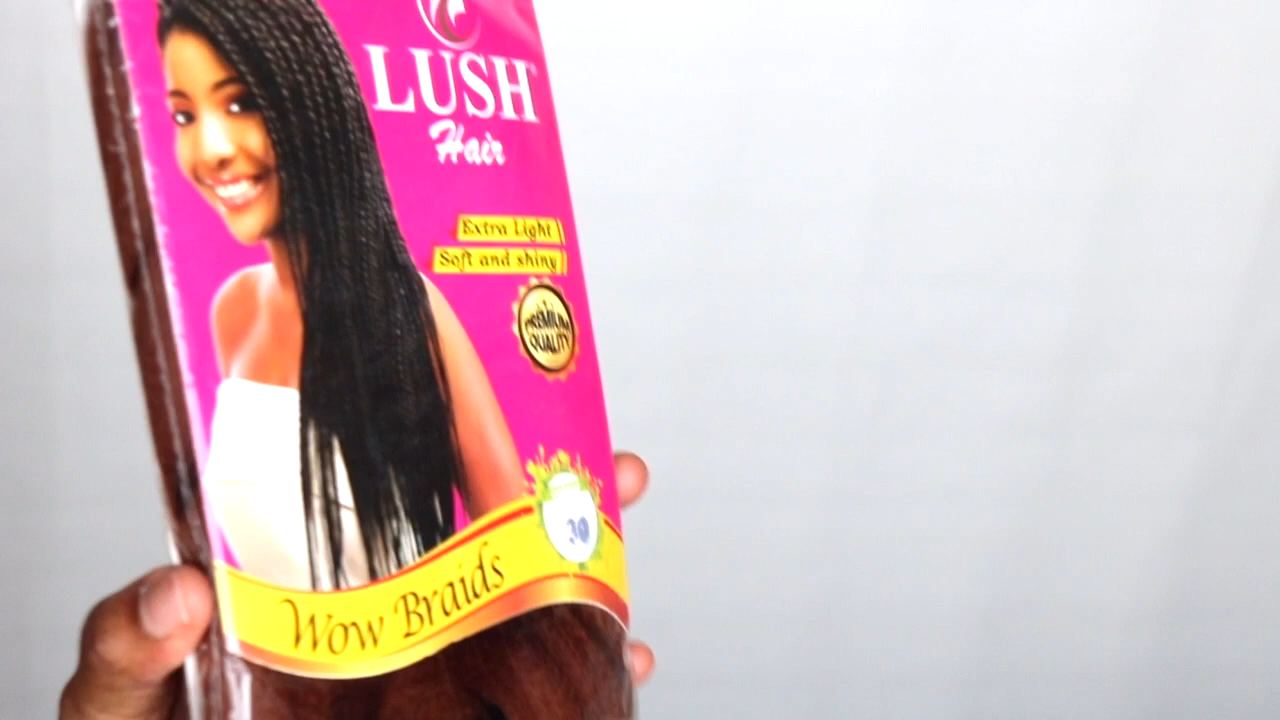 LUSH
Hair
Extra Light
Soft and shiny
PREMIUM
QUALITY
30
Wow Braids